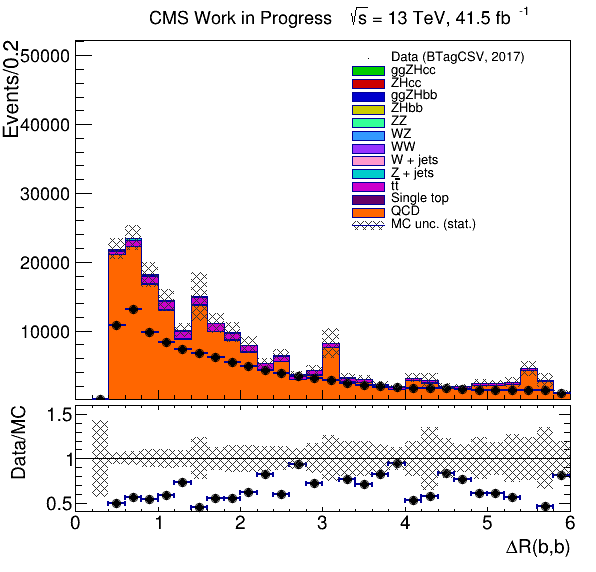 CMS Work in Progress √s = 13 TeV, 41.5 fb⁻¹
Events/0.2
50000
40000
30000
20000
10000
Data (BTagCSV, 2017)
ggZHcc
ZHcc
ggZHbb
ZHbb
ZZ
WZ
WW
W + jets
Z + jets
tt̅
Single top
QCD
MC unc. (stat.)
Data/MC
1.5
1
0.5
0 1 2 3 4 5 6
ΔR(b,b)